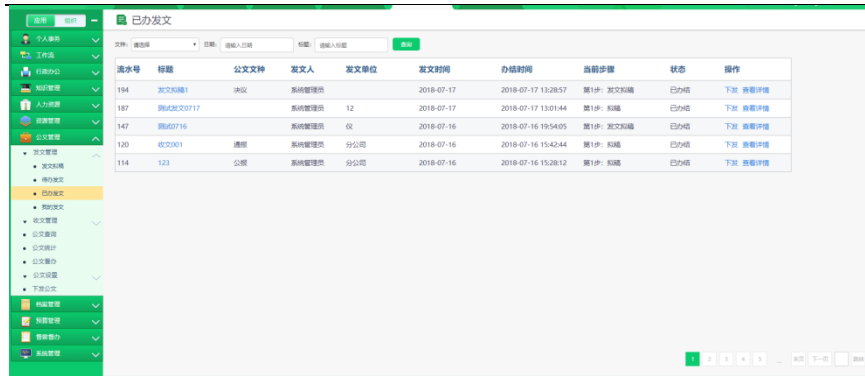 应用 组织
已办发文
个人事务
工作流
行政办公
知识管理
人力资源
资源管理
公文管理
发文管理
发文拟稿
待办发文
已办发文
我的发文
收文管理
公文查询
公文统计
公文督办
公文设置
下发公文
档案管理
预算管理
督察督办
系统管理
文种: 请选择 日期: 请输入日期 标题: 请输入标题 查询
流水号 标题 公文文种 发文人 发文单位 发文时间 办结时间 当前步骤 状态 操作
194 发文拟稿1 决议 系统管理员 2018-07-17 2018-07-17 13:28:57 第1步: 发文拟稿 已办结 下发 查看详情
187 测试发文0717 系统管理员 12 2018-07-17 2018-07-17 13:01:44 第1步: 拟稿 已办结 下发 查看详情
147 测试0716 系统管理员 仪 2018-07-16 2018-07-16 19:54:05 第1步: 发文拟稿 已办结 下发 查看详情
120 收文001 通报 系统管理员 分公司 2018-07-16 2018-07-16 15:42:44 第1步: 拟稿 已办结 下发 查看详情
114 123 公报 系统管理员 分公司 2018-07-16 2018-07-16 15:28:12 第1步: 拟稿 已办结 下发 查看详情
1 2 3 4 5 ... 末页 下一页